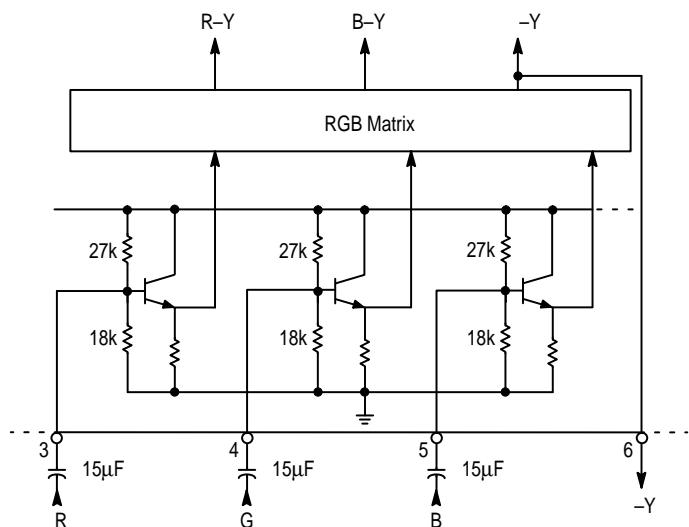 R–Y B–Y –Y
RGB Matrix
27k 27k 27k
18k 18k 18k
3 4 5 6
15µF 15µF 15µF
R G B –Y